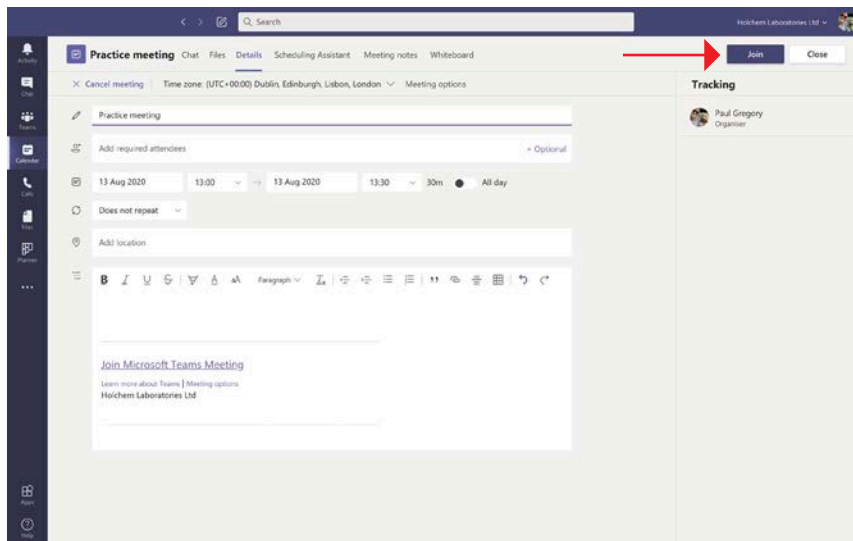 Search
Holchem Laboratories Ltd
Activity
Chat
Teams
Calendar
Calls
Files
Planner
Apps
Help
Practice meeting Chat Files Details Scheduling Assistant Meeting notes Whiteboard
Join Close
× Cancel meeting Time zone: (UTC+00:00) Dublin, Edinburgh, Lisbon, London Meeting options
Tracking
Practice meeting
Paul Gregory
Organiser
Add required attendees + Optional
13 Aug 2020 13:00 → 13 Aug 2020 13:30 30m All day
Does not repeat
Add location
B I U S A aA Paragraph
Join Microsoft Teams Meeting
Learn more about Teams | Meeting options
Holchem Laboratories Ltd